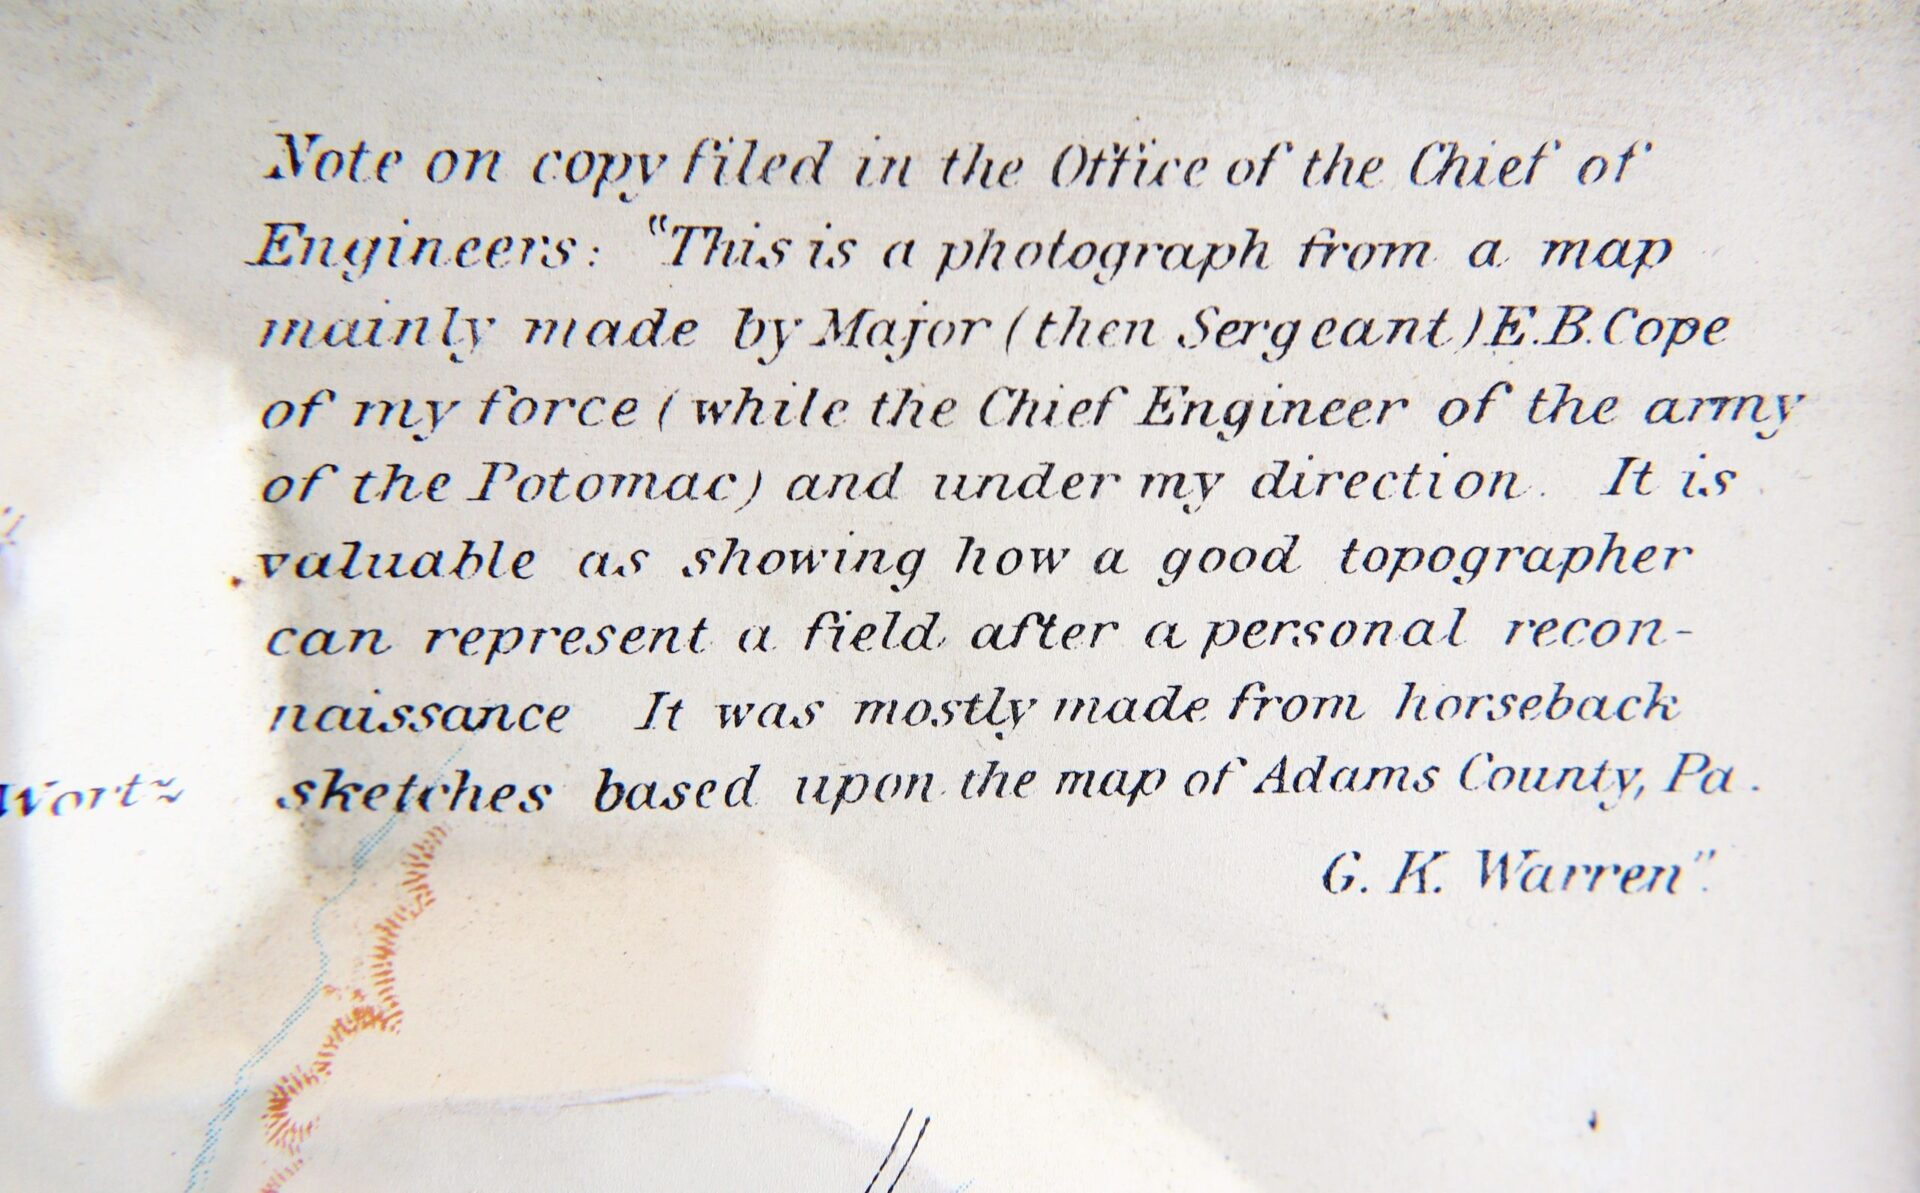 Note on copy filed in the Office of the Chief of
Engineers: "This is a photograph from a map
mainly made by Major (then Sergeant) E.B. Cope
of my force (while the Chief Engineer of the army
of the Potomac) and under my direction. It is
valuable as showing how a good topographer
can represent a field after a personal recon-
naissance It was mostly made from horseback
sketches based upon the map of Adams County, Pa.
G. K. Warren".